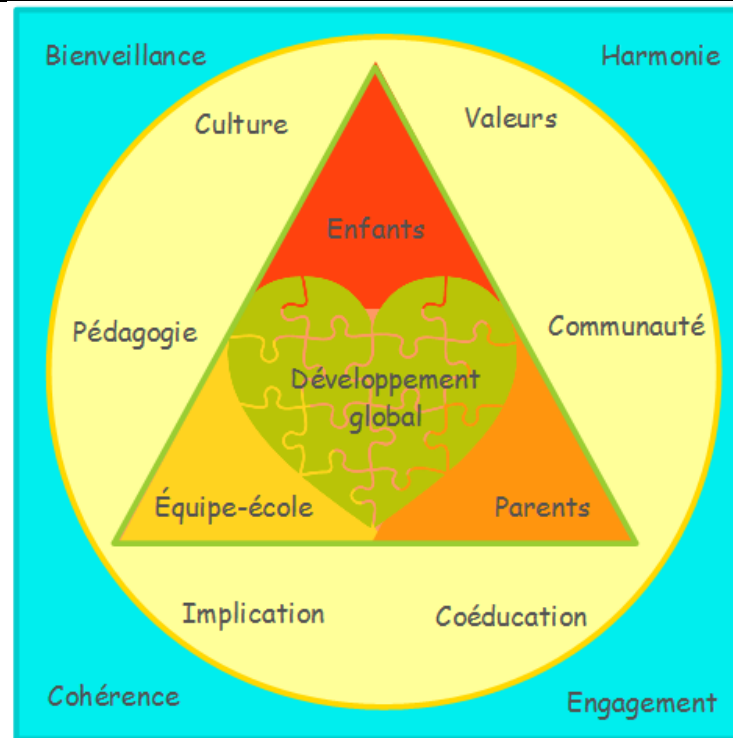 Bienveillance
Harmonie
Culture
Valeurs
Enfants
Pédagogie
Communauté
Développement
global
Équipe-école
Parents
Implication
Coéducation
Cohérence
Engagement